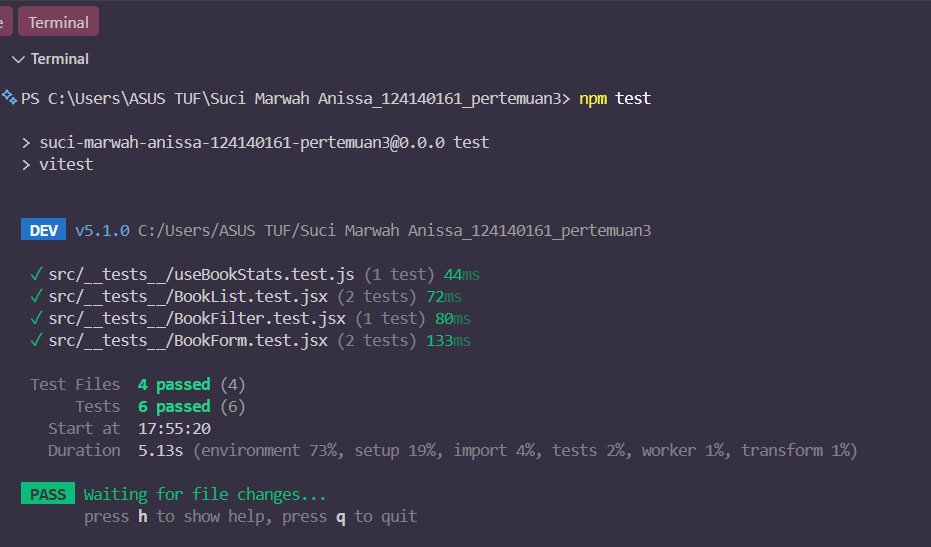 Terminal
Terminal
PS C:\Users\ASUS TUF\Suci Marwah Anissa_124140161_pertemuan3> npm test
> suci-marwah-anissa-124140161-pertemuan3@0.0.0 test
> vitest
DEV v5.1.0 C:/Users/ASUS TUF/Suci Marwah Anissa_124140161_pertemuan3
✓ src/__tests__/useBookStats.test.js (1 test) 44ms
✓ src/__tests__/BookList.test.jsx (2 tests) 72ms
✓ src/__tests__/BookFilter.test.jsx (1 test) 80ms
✓ src/__tests__/BookForm.test.jsx (2 tests) 133ms
Test Files 4 passed (4)
Tests 6 passed (6)
Start at 17:55:20
Duration 5.13s (environment 73%, setup 19%, import 4%, tests 2%, worker 1%, transform 1%)
PASS Waiting for file changes...
press h to show help, press q to quit